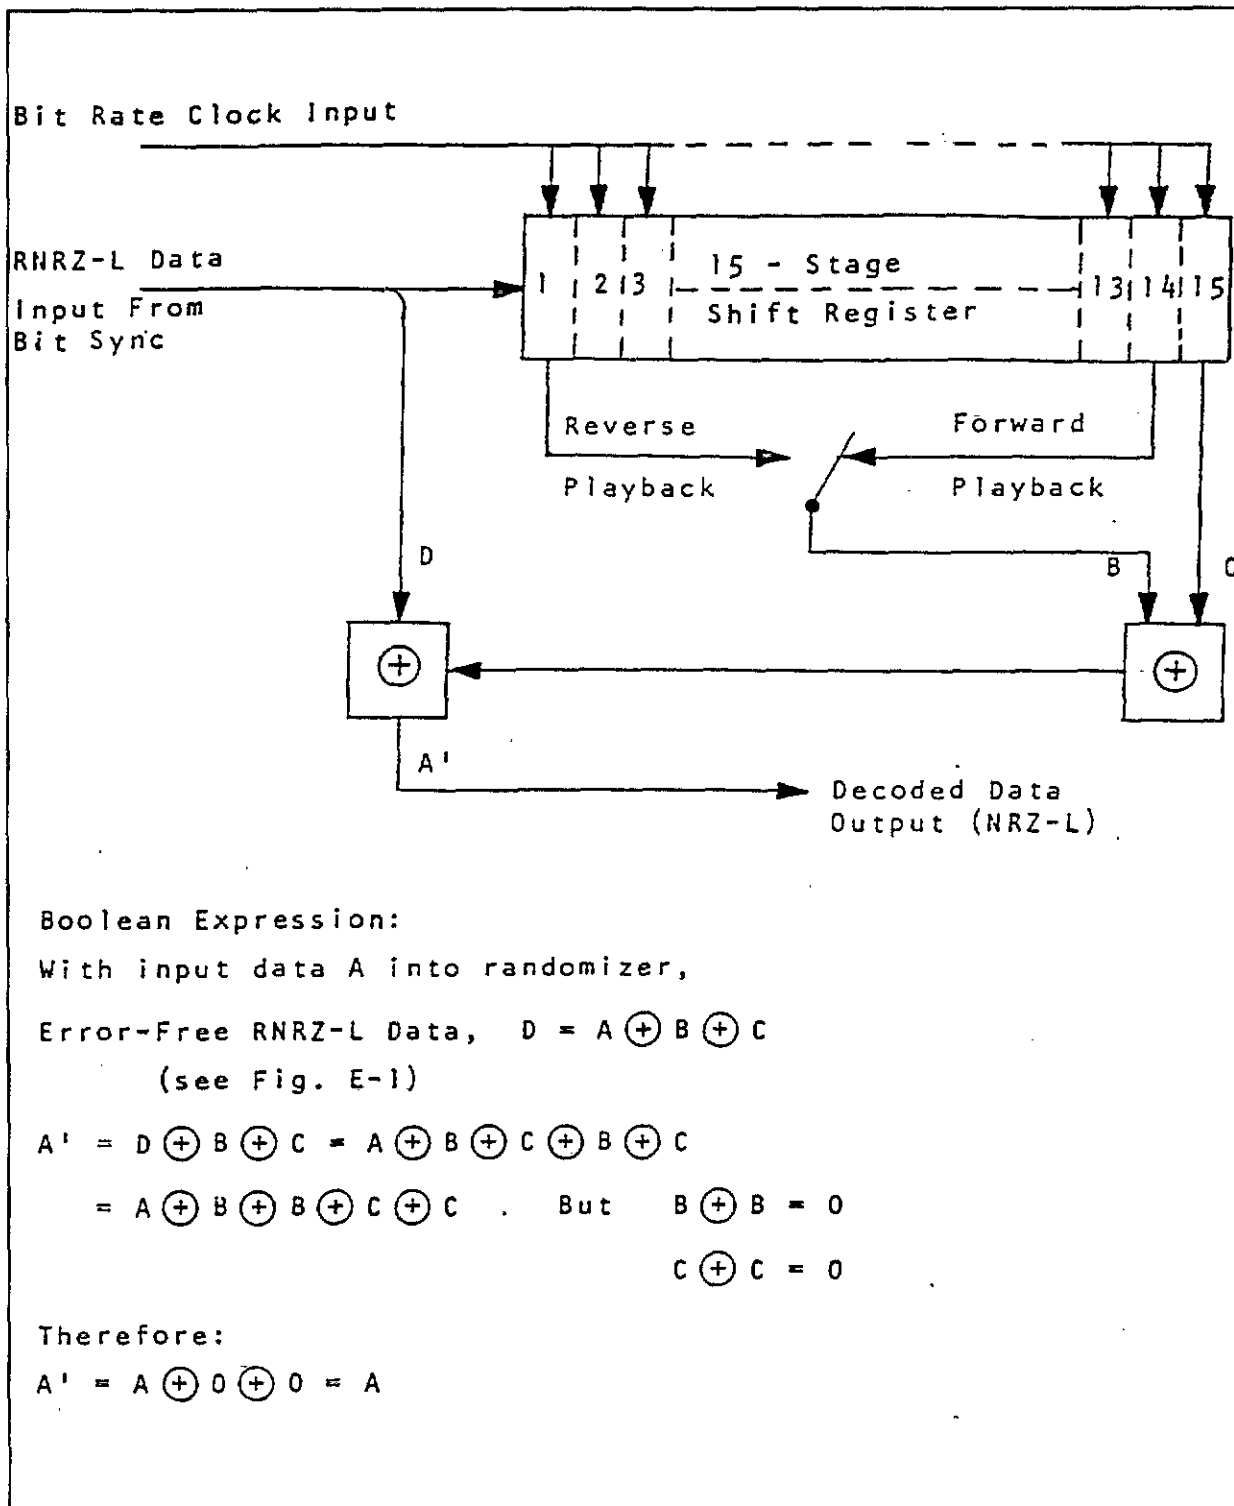 Bit Rate Clock Input
RNRZ-L Data
Input From
Bit Sync
1 2 3 15 - Stage 13 14 15
Shift Register
Reverse
Playback
Forward
Playback
D
B
C
⊕
⊕
A'
Decoded Data
Output (NRZ-L)
Boolean Expression:
With input data A into randomizer,
Error-Free RNRZ-L Data, D = A ⊕ B ⊕ C
(see Fig. E-1)
A' = D ⊕ B ⊕ C = A ⊕ B ⊕ C ⊕ B ⊕ C
= A ⊕ B ⊕ B ⊕ C ⊕ C . But B ⊕ B = 0
C ⊕ C = 0
Therefore:
A' = A ⊕ 0 ⊕ 0 = A